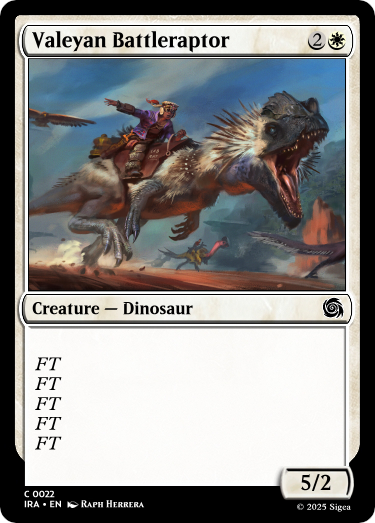 Valeyan Battleraptor 2
Creature — Dinosaur
FT
FT
FT
FT
FT
5/2
C 0022
IRA • EN Raph Herrera
© 2025 Sigea